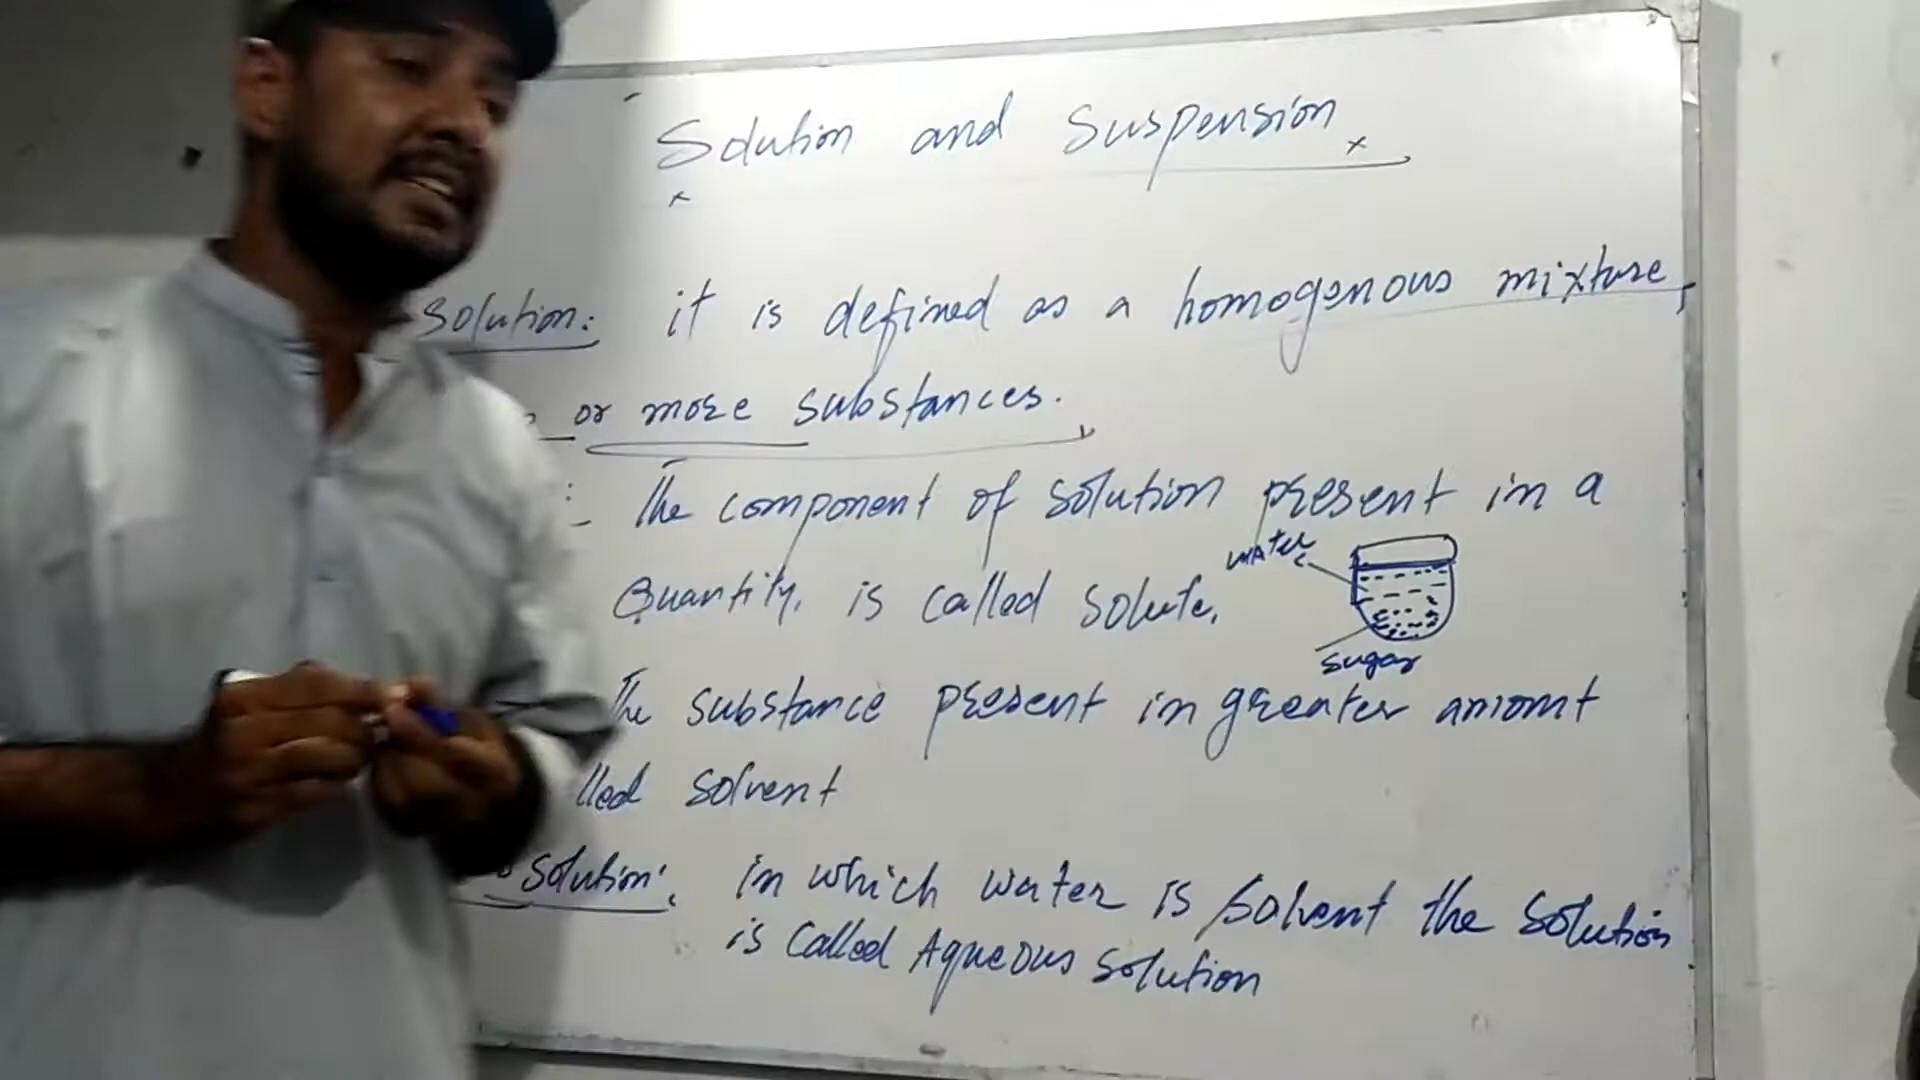 Solution and Suspension
Solution: it is defined as a homogenous mixture,
or more substances.
The component of solution present in a
water
Quantity, is called solute.
sugar
The substance present in greater amount
lled solvent
solution: in which water is solvent the solution
is called Aqueous solution